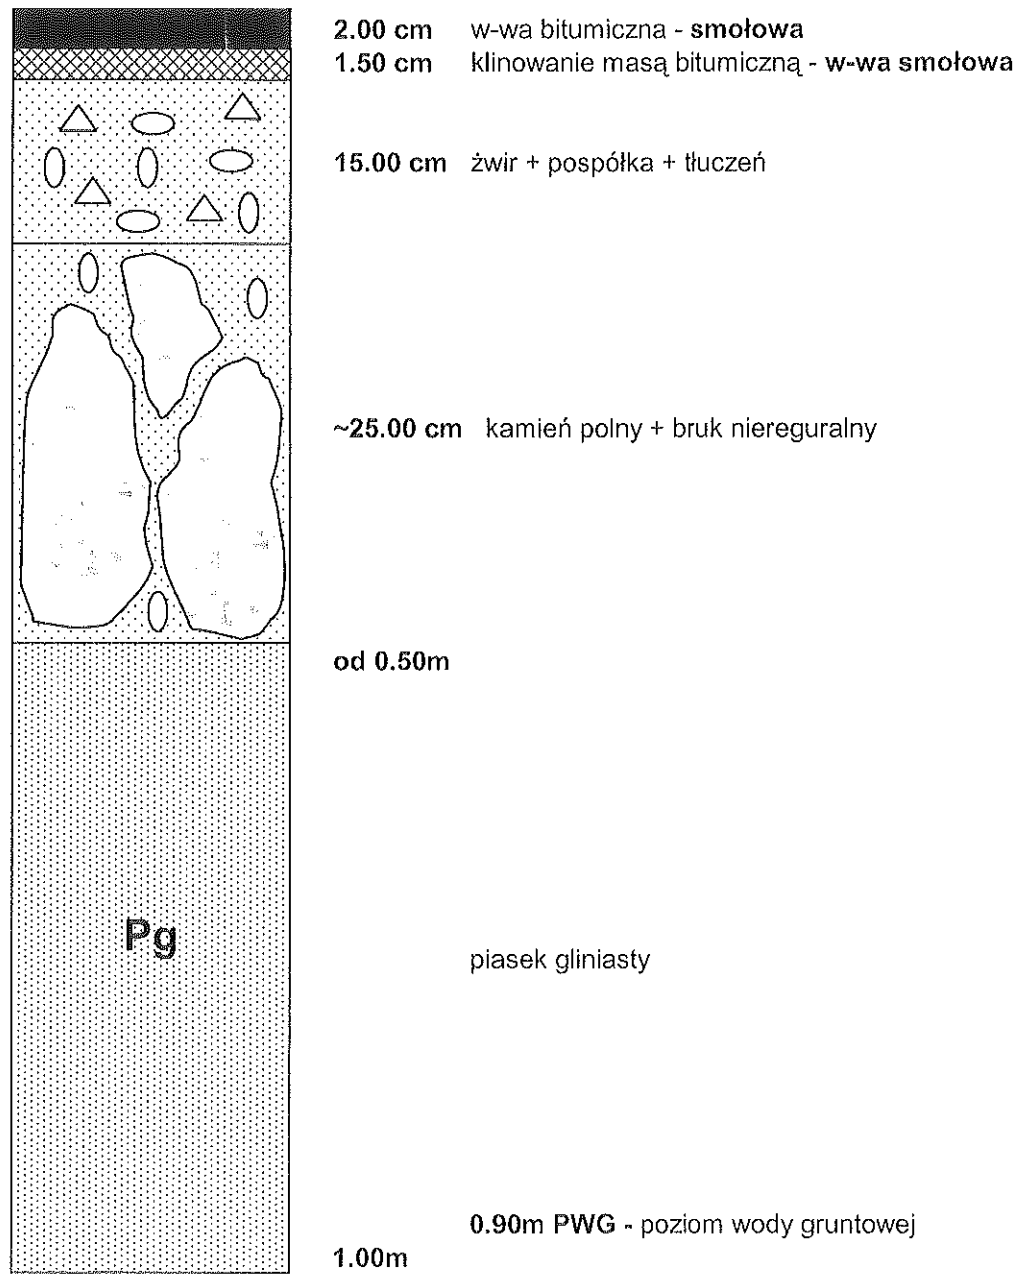 2.00 cm w-wa bitumiczna - smołowa
1.50 cm klinowanie masą bitumiczną - w-wa smołowa
15.00 cm żwir + pospółka + tłuczeń
~25.00 cm kamień polny + bruk niereguralny
od 0.50m
Pg
piasek gliniasty
0.90m PWG - poziom wody gruntowej
1.00m